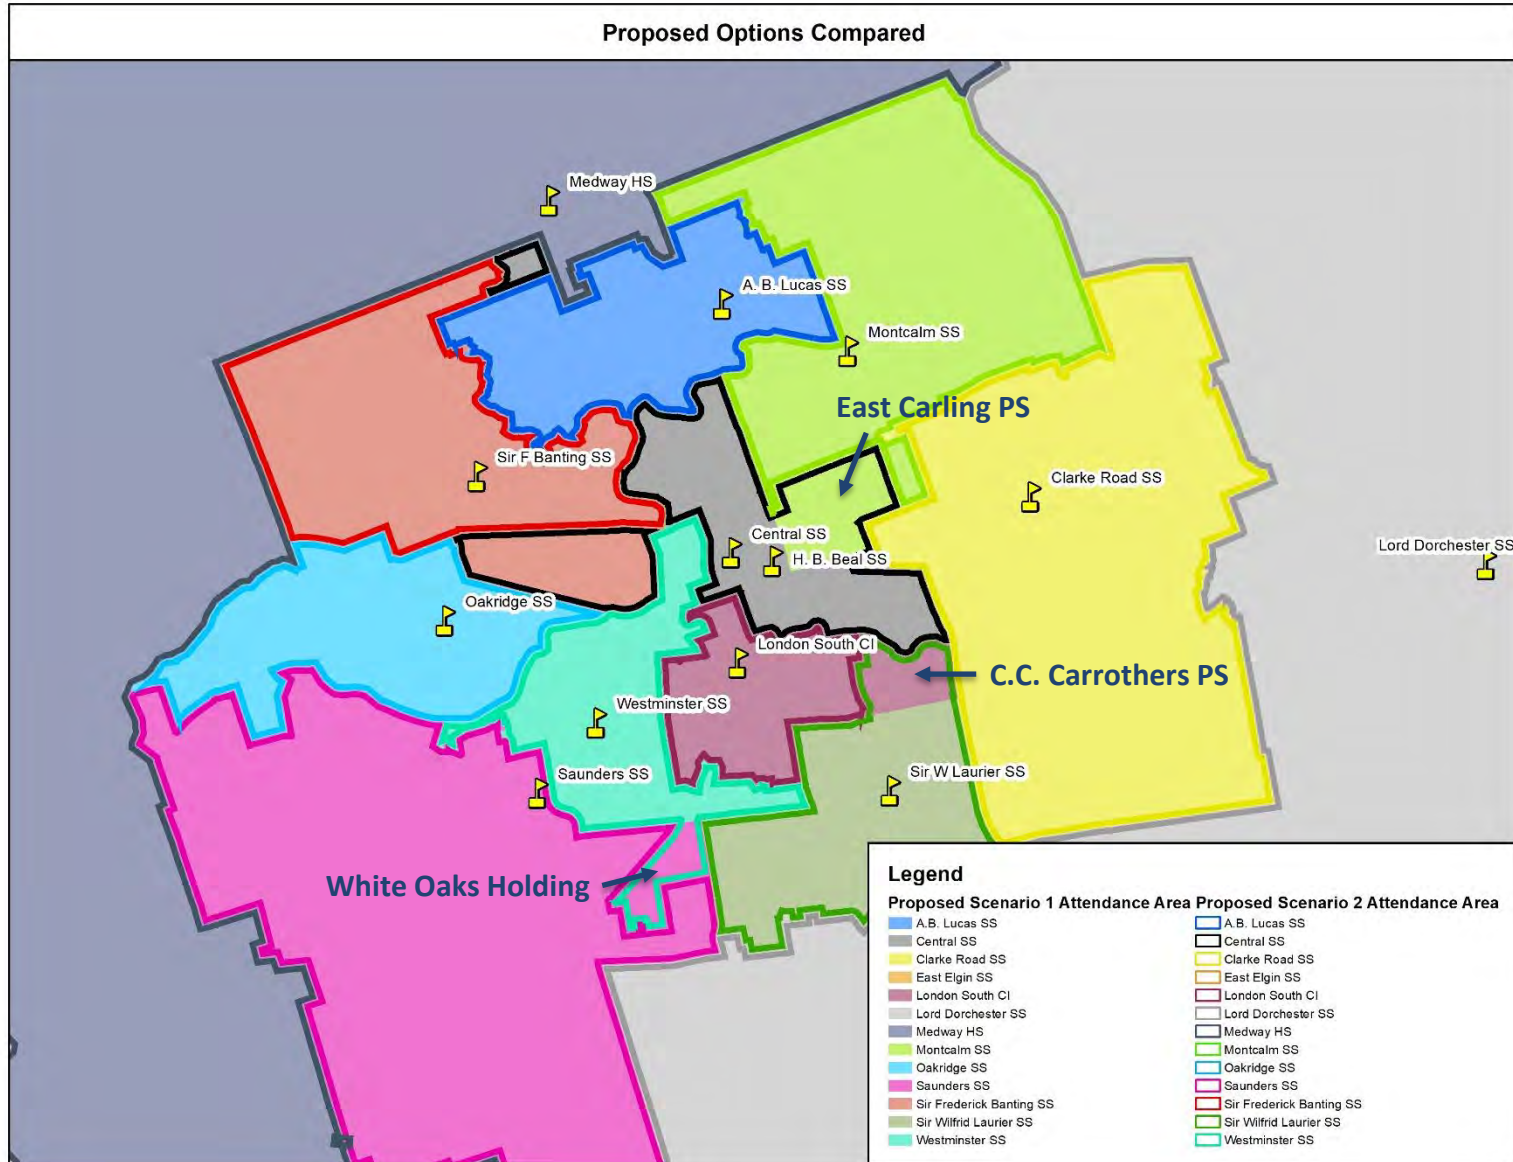 Proposed Options Compared
Medway HS
A. B. Lucas SS
Montcalm SS
East Carling PS
Sir F Banting SS
Clarke Road SS
Central SS
H. B. Beal SS
Lord Dorchester SS
Oakridge SS
London South CI
C.C. Carrothers PS
Westminster SS
Saunders SS
Sir W Laurier SS
White Oaks Holding
Legend
Proposed Scenario 1 Attendance Area Proposed Scenario 2 Attendance Area
A.B. Lucas SS A.B. Lucas SS
Central SS Central SS
Clarke Road SS Clarke Road SS
East Elgin SS East Elgin SS
London South CI London South CI
Lord Dorchester SS Lord Dorchester SS
Medway HS Medway HS
Montcalm SS Montcalm SS
Oakridge SS Oakridge SS
Saunders SS Saunders SS
Sir Frederick Banting SS Sir Frederick Banting SS
Sir Wilfrid Laurier SS Sir Wilfrid Laurier SS
Westminster SS Westminster SS